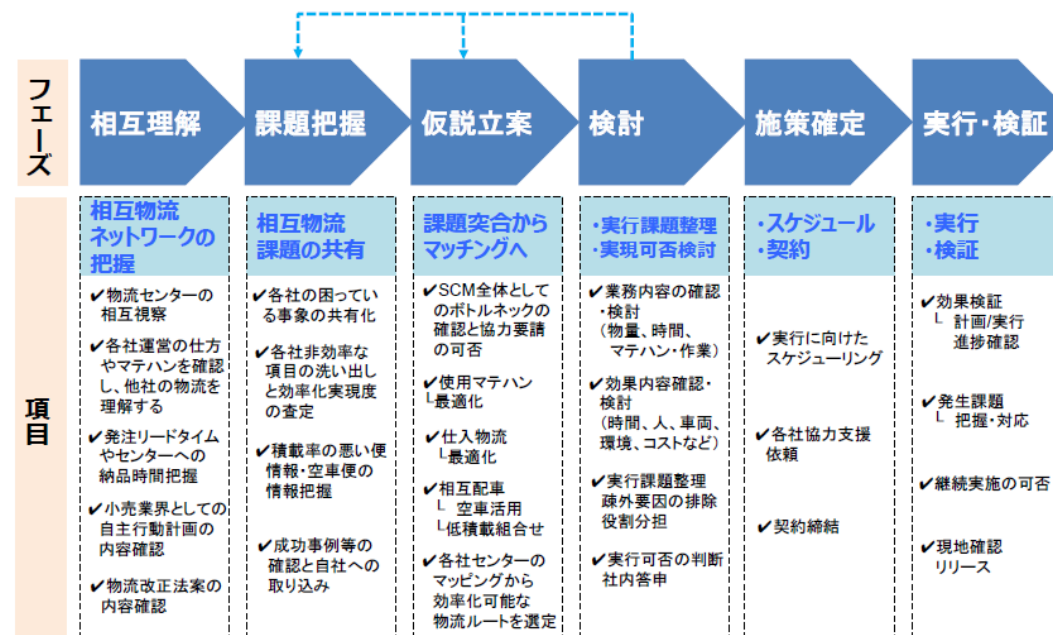 フェーズ
相互理解
課題把握
仮説立案
検討
施策確定
実行・検証
項目
相互物流
ネットワークの
把握
✔物流センターの
相互視察
✔各社運営の仕方
やマテハンを確認
し、他社の物流を
理解する
✔発注リードタイム
やセンターへの
納品時間把握
✔小売業界としての
自主行動計画の
内容確認
✔物流改正法案の
内容確認
相互物流
課題の共有
✔各社の困ってい
る事象の共有化
✔各社非効率な
項目の洗い出し
と効率化実現度
の査定
✔積載率の悪い便
情報・空車便の
情報把握
✔成功事例等の
確認と自社への
取り込み
課題突合から
マッチングへ
✔SCM全体として
のボトルネックの
確認と協力要請
の可否
✔使用マテハン
└最適化
✔仕入物流
└最適化
✔相互配車
└ 空車活用
└低積載組合せ
✔各社センターの
マッピングから
効率化可能な
物流ルートを選定
・実行課題整理
・実現可否検討
✔業務内容の確認
・検討
(物量、時間、
マテハン・作業)
✔効果内容確認・
検討
(時間、人、車両、
環境、コストなど)
✔実行課題整理
疎外要因の排除
役割分担
✔実行可否の判断
社内答申
・スケジュール
・契約
✔実行に向けた
スケジューリング
✔各社協力支援
依頼
✔契約締結
・実行
・検証
✔効果検証
└ 計画/実行
進捗確認
✔発生課題
└ 把握・対応
✔継続実施の可否
✔現地確認
リリース